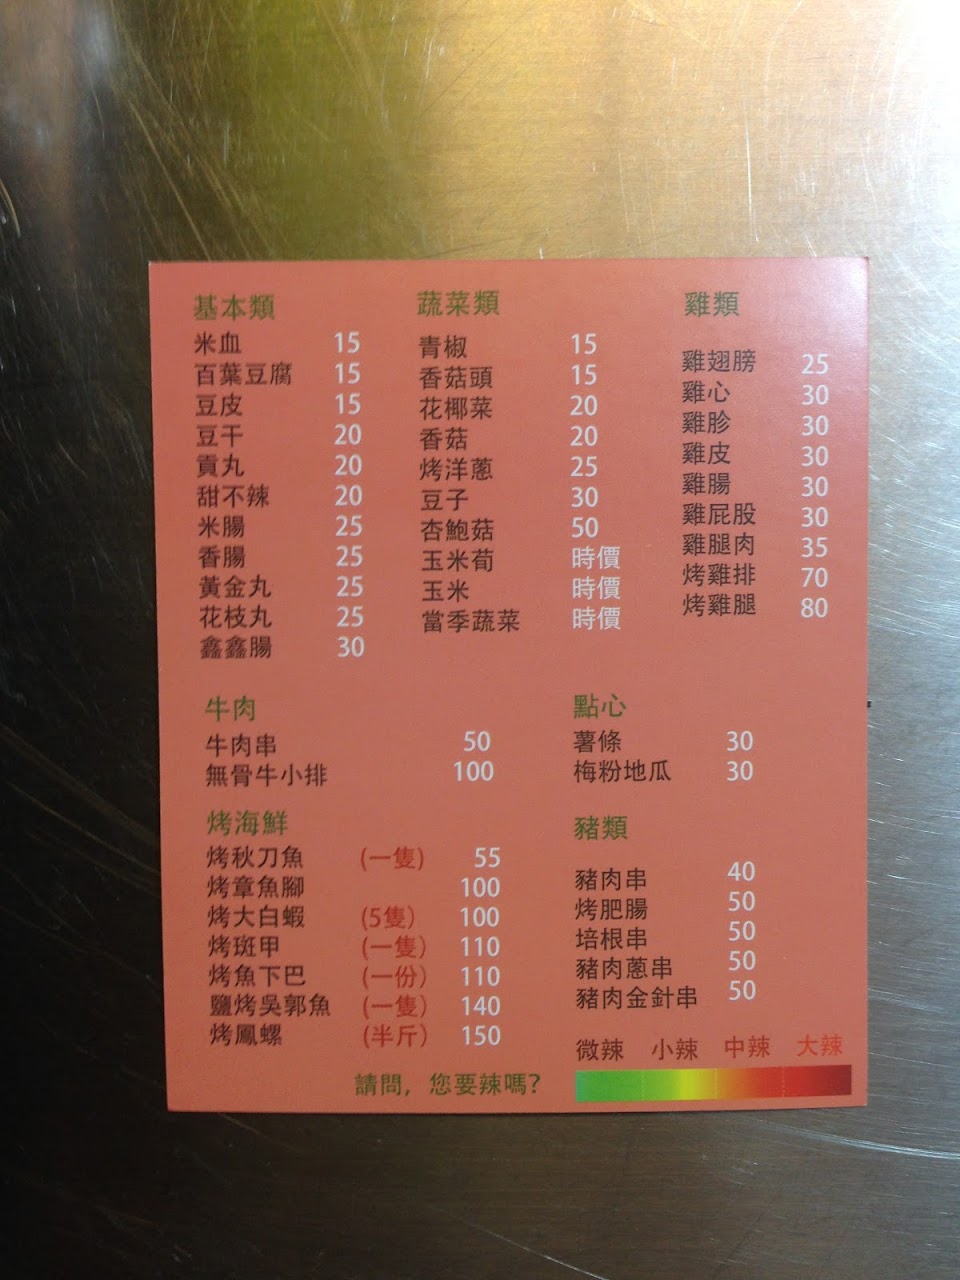 基本類
米血 15
百葉豆腐 15
豆皮 15
豆干 20
貢丸 20
甜不辣 20
米腸 25
香腸 25
黃金丸 25
花枝丸 25
鑫鑫腸 30
蔬菜類
青椒 15
香菇頭 15
花椰菜 20
香菇 20
烤洋蔥 25
豆子 30
杏鮑菇 50
玉米荀 時價
玉米 時價
當季蔬菜 時價
雞類
雞翅膀 25
雞心 30
雞胗 30
雞皮 30
雞腸 30
雞屁股 30
雞腿肉 35
烤雞排 70
烤雞腿 80
牛肉
牛肉串 50
無骨牛小排 100
點心
薯條 30
梅粉地瓜 30
烤海鮮
烤秋刀魚 (一隻) 55
烤章魚腳 100
烤大白蝦 (5隻) 100
烤斑甲 (一隻) 110
烤魚下巴 (一份) 110
鹽烤吳郭魚 (一隻) 140
烤鳳螺 (半斤) 150
豬類
豬肉串 40
烤肥腸 50
培根串 50
豬肉蔥串 50
豬肉金針串 50
請問，您要辣嗎？
微辣 小辣 中辣 大辣